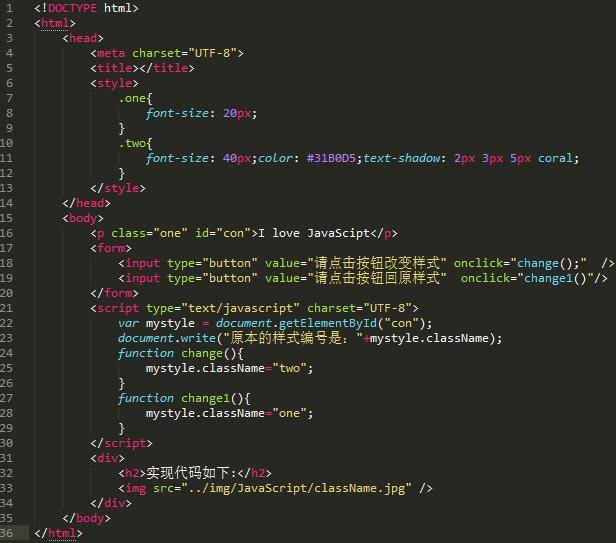 1 <!DOCTYPE html>
2 <html>
3 <head>
4 <meta charset="UTF-8">
5 <title></title>
6 <style>
7 .one{
8 font-size: 20px;
9 }
10 .two{
11 font-size: 40px;color: #31B0D5;text-shadow: 2px 3px 5px coral;
12 }
13 </style>
14 </head>
15 <body>
16 <p class="one" id="con">I love JavaScipt</p>
17 <form>
18 <input type="button" value="请点击按钮改变样式" onclick="change();" />
19 <input type="button" value="请点击按钮回原样式" onclick="change1()"/>
20 </form>
21 <script type="text/javascript" charset="UTF-8">
22 var mystyle = document.getElementById("con");
23 document.write("原本的样式编号是："+mystyle.className);
24 function change(){
25 mystyle.className="two";
26 }
27 function change1(){
28 mystyle.className="one";
29 }
30 </script>
31 <div>
32 <h2>实现代码如下:</h2>
33 <img src="../img/JavaScript/className.jpg" />
34 </div>
35 </body>
36 </html>